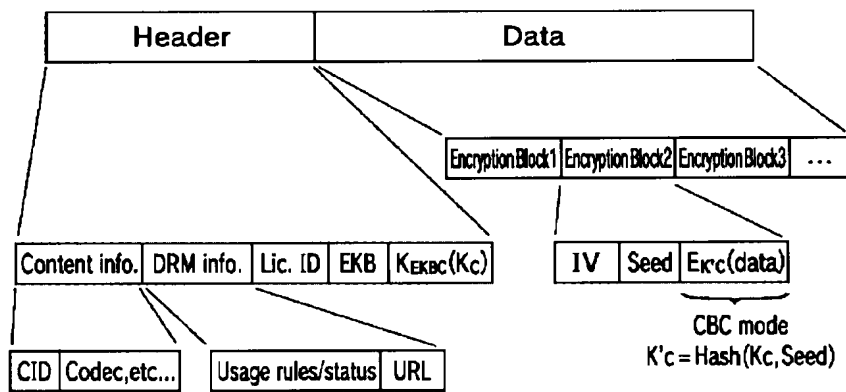 Header Data
Encryption Block1 Encryption Block2 Encryption Block3 ...
Content info. DRM info. Lic. ID EKB KEKBC(KC)
IV Seed EK'C(data)
CBC mode
K'c = Hash(Kc, Seed)
CID Codec,etc... Usage rules/status URL